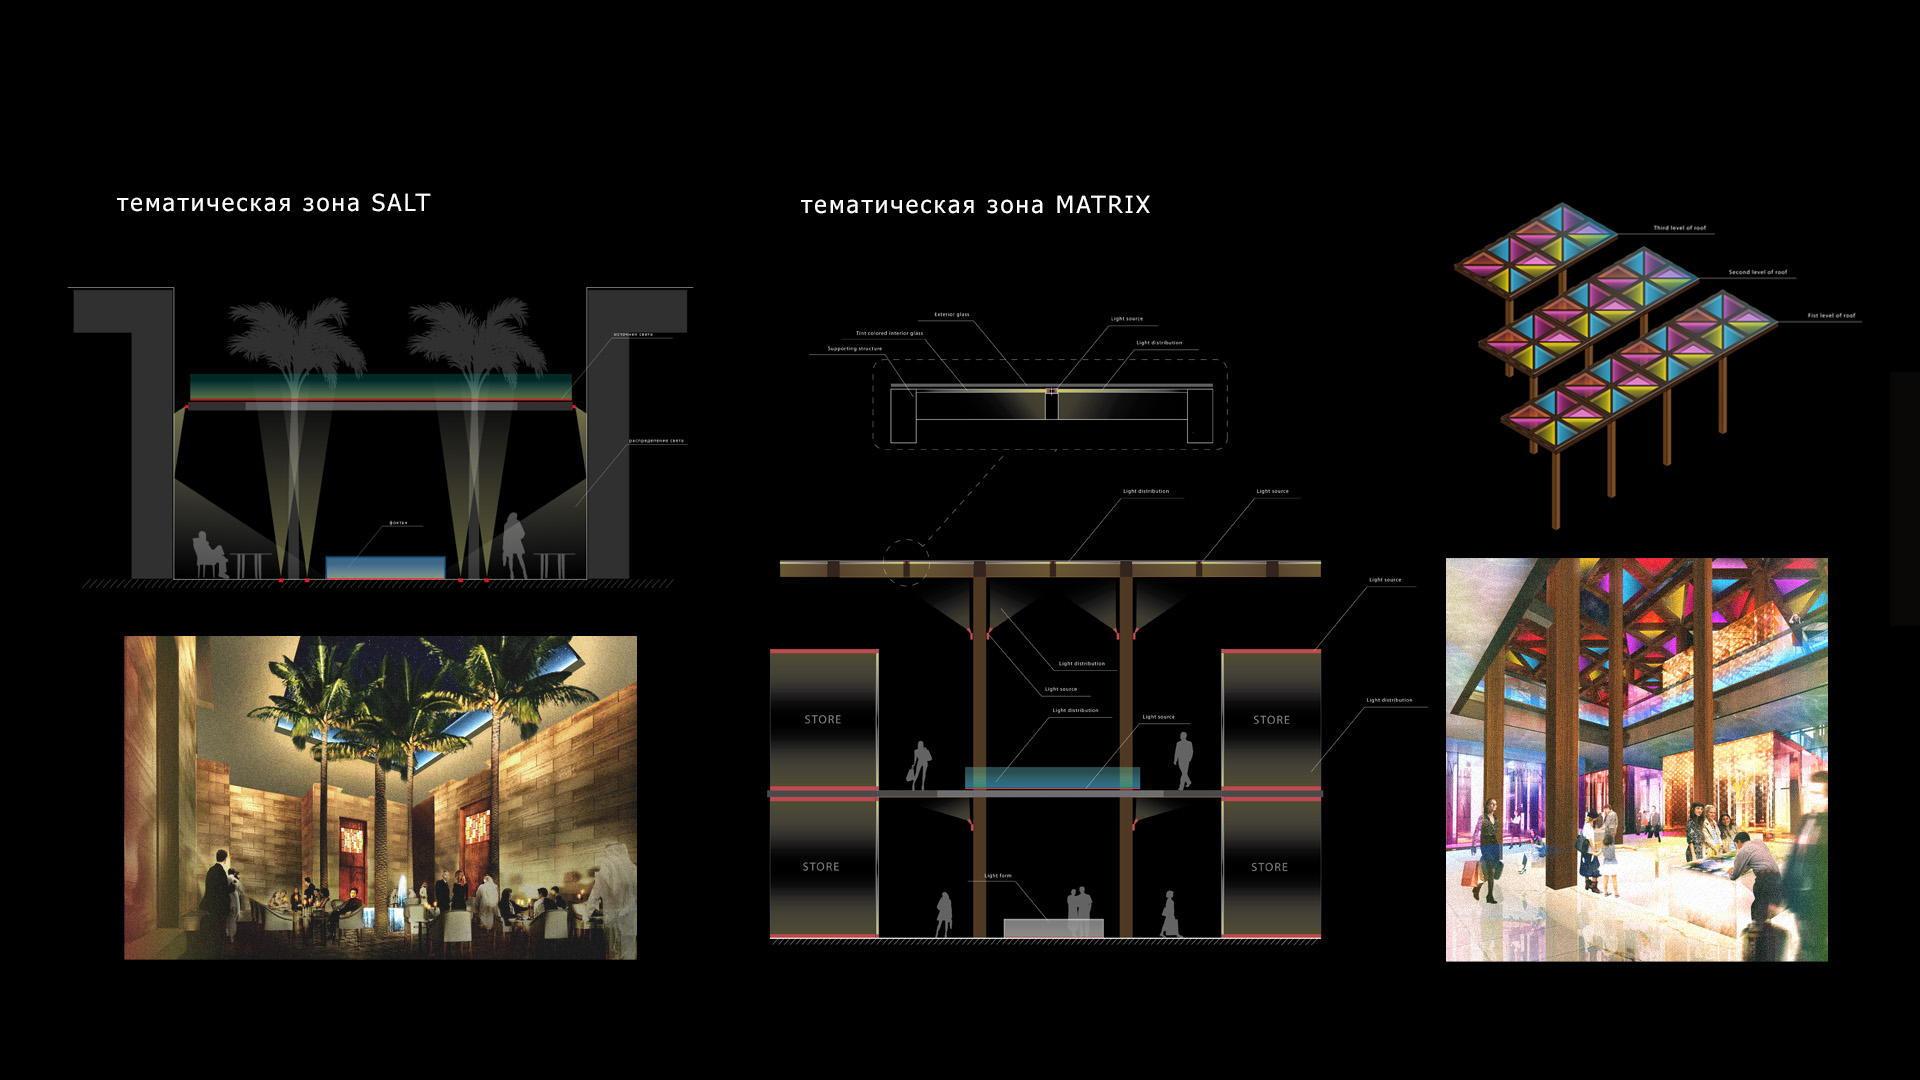 тематическая зона SALT
источник света
распределение света
фонтан
тематическая зона MATRIX
Exterior glass
Tint colored interior glass
Supporting structure
Light source
Light distribution
Light distribution
Light source
Light source
Light distribution
Light source
Light distribution
Light source
Light distribution
STORE
STORE
STORE
STORE
Light form
Third level of roof
Second level of roof
Fist level of roof